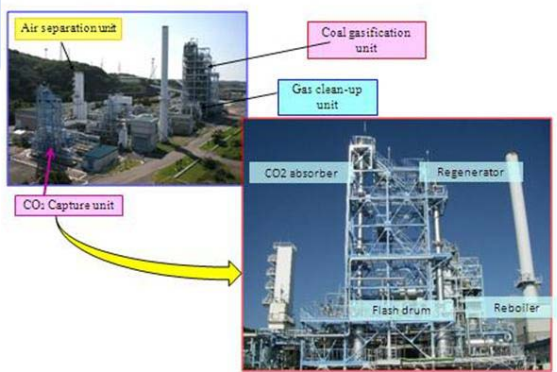 Air separation unit
Coal gasification
unit
Gas clean-up
unit
CO₂ Capture unit
CO2 absorber
Regenerator
Flash drum
Reboiler